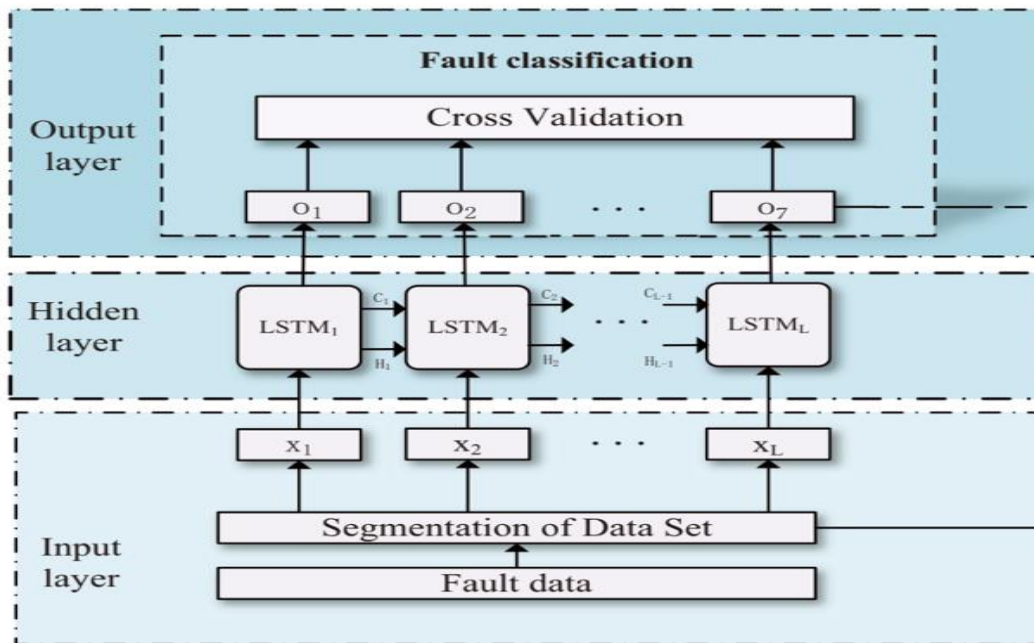 Fault classification
Cross Validation
Output
layer
O1
O2
. . .
O7
Hidden
layer
LSTM1
C1
H1
LSTM2
C2
H2
. . .
CL-1
HL-1
LSTML
X1
X2
. . .
XL
Input
layer
Segmentation of Data Set
Fault data